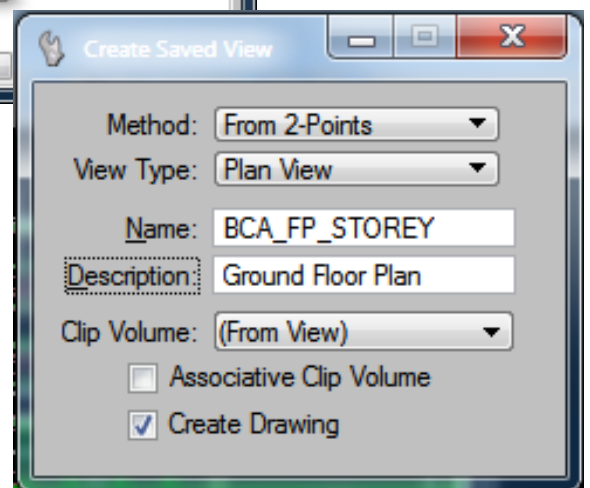 Create Saved View
Method: From 2-Points
View Type: Plan View
Name: BCA_FP_STOREY
Description: Ground Floor Plan
Clip Volume: (From View)
Associative Clip Volume
Create Drawing